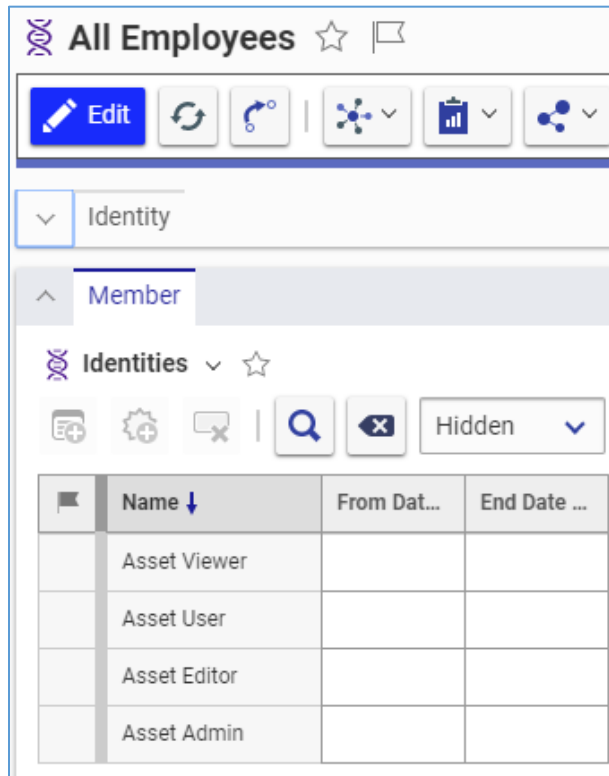 All Employees
Edit
Identity
Member
Identities
Hidden
Name From Dat... End Date ...
Asset Viewer
Asset User
Asset Editor
Asset Admin